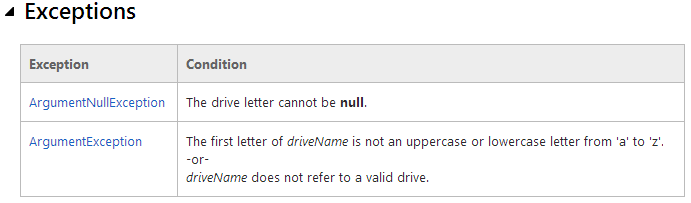 Exceptions
Exception Condition
ArgumentNullException The drive letter cannot be null.
ArgumentException The first letter of driveName is not an uppercase or lowercase letter from 'a' to 'z'.
-or-
driveName does not refer to a valid drive.